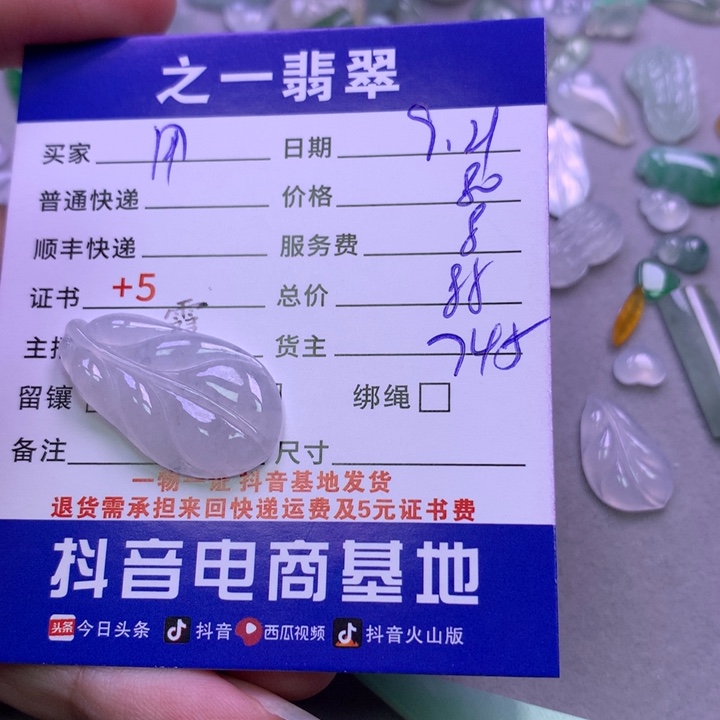 之一翡翠
买家 日期 9.21
普通快递 价格 80
顺丰快递 服务费 8
证书 +5 总价 88
主 货主 745
留镶 绑绳
备注 尺寸
一物一证 抖音基地发货
退货需承担来回快递运费及5元证书费
抖音电商基地
头条 今日头条 抖音 西瓜视频 抖音火山版